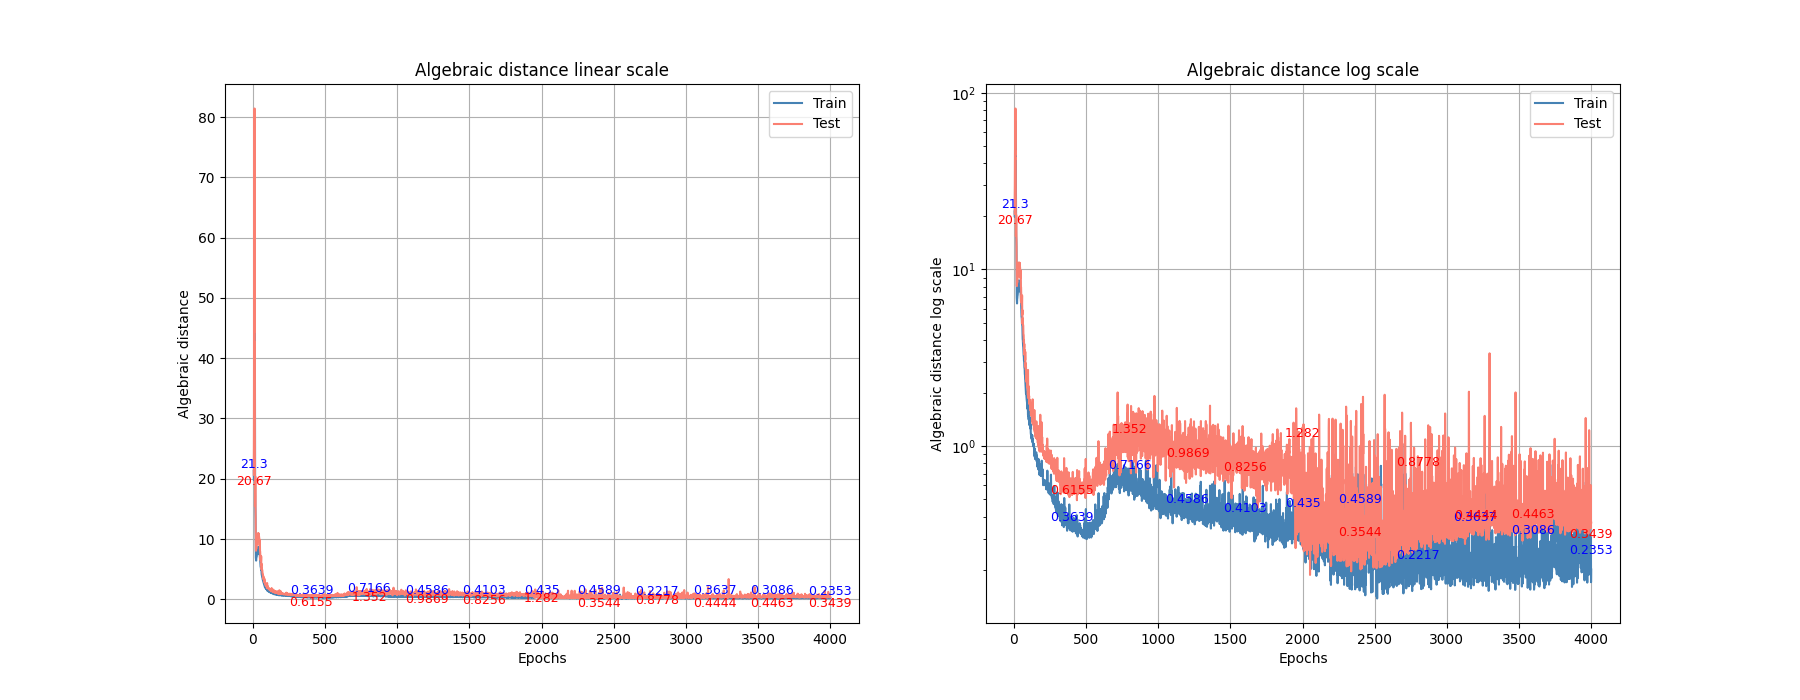 Algebraic distance linear scale
Train
Test
80
70
60
50
40
30
20
10
0
Algebraic distance
21.3
20.67
0.3639 0.7166 0.4586 0.4103 0.435 0.4589 0.2217 0.3637 0.3086 0.2353
0.6155 1.352 0.9869 0.8256 1.282 0.3544 0.8778 0.4444 0.4463 0.3439
0 500 1000 1500 2000 2500 3000 3500 4000
Epochs
Algebraic distance log scale
Train
Test
10²
10¹
10⁰
Algebraic distance log scale
21.3
20.67
1.352
0.9869
0.8256
1.282
0.8778
0.7166
0.6155
0.4586
0.4103
0.435
0.4589
0.3639
0.3544
0.2217
0.4444
0.3637
0.4463
0.3086
0.3439
0.2353
0 500 1000 1500 2000 2500 3000 3500 4000
Epochs